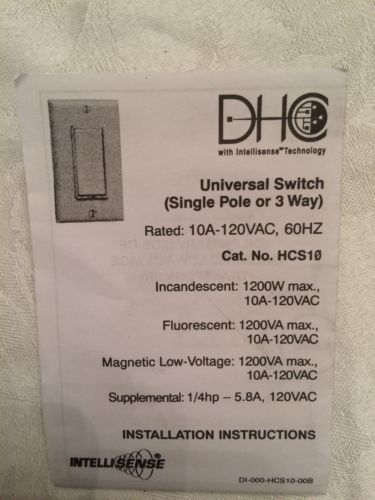 DHC
with Intellisense™Technology
Universal Switch
(Single Pole or 3 Way)
Rated: 10A-120VAC, 60HZ
Cat. No. HCS10
Incandescent: 1200W max.,
10A-120VAC
Fluorescent: 1200VA max.,
10A-120VAC
Magnetic Low-Voltage: 1200VA max.,
10A-120VAC
Supplemental: 1/4hp – 5.8A, 120VAC
INSTALLATION INSTRUCTIONS
INTELLISENSE
DI-000-HCS10-00B